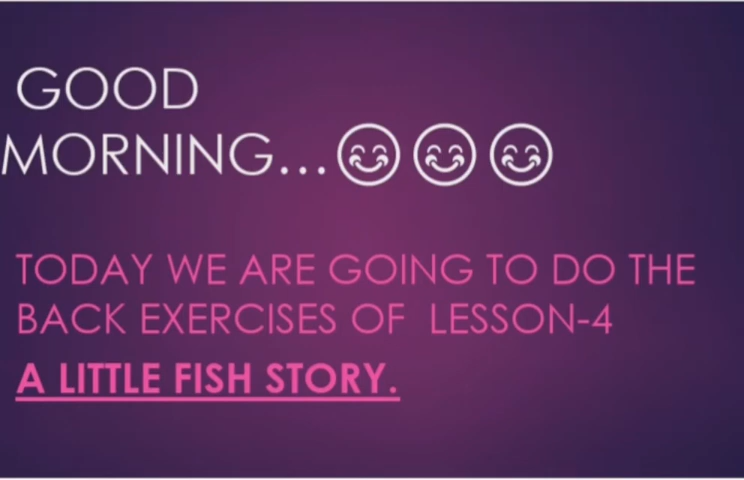 GOOD
MORNING...😊😊😊
TODAY WE ARE GOING TO DO THE
BACK EXERCISES OF LESSON-4
A LITTLE FISH STORY.